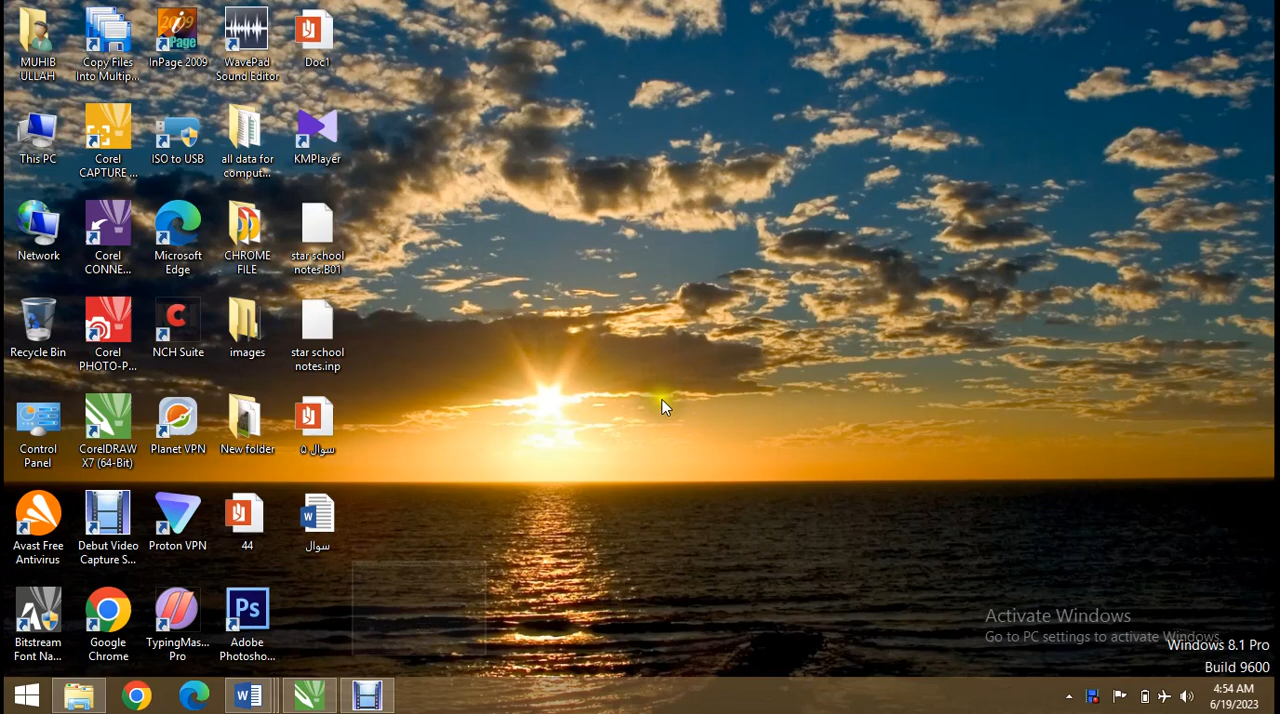 MUHIB
ULLAH
Copy Files
Into Multip...
2009
InPage
InPage 2009
WavePad
Sound Editor
Doc1
This PC
Corel
CAPTURE ...
ISO to USB
all data for
comput...
KMPlayer
Network
Corel
CONNE...
Microsoft
Edge
CHROME
FILE
star school
notes.B01
Recycle Bin
Corel
PHOTO-P...
NCH Suite
images
star school
notes.inp
Control
Panel
CorelDRAW
X7 (64-Bit)
Planet VPN
New folder
سوال ۵
Avast Free
Antivirus
Debut Video
Capture S...
Proton VPN
44
W
سوال
Bitstream
Font Na...
Google
Chrome
TypingMas...
Pro
Ps
Adobe
Photosho...
Activate Windows
Go to PC settings to activate Windows.
Windows 8.1 Pro
Build 9600
W
4:54 AM
6/19/2023